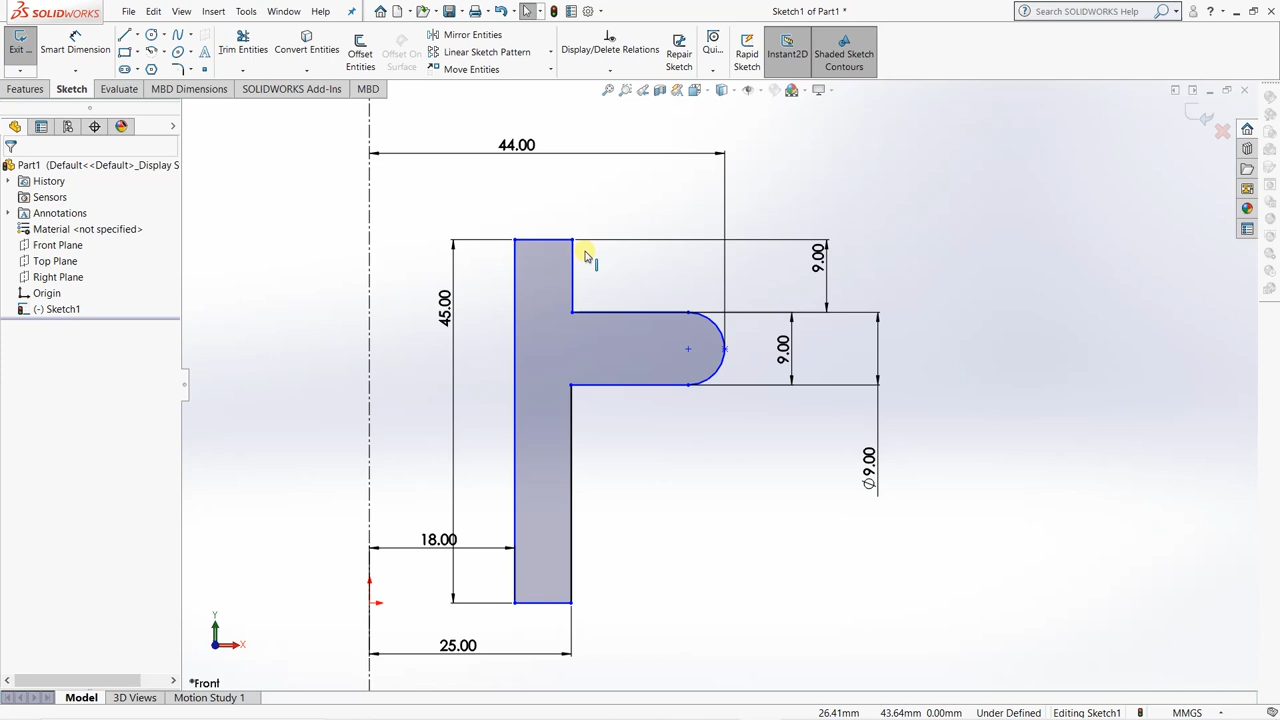 SOLIDWORKS
File
Edit
View
Insert
Tools
Window
Help
Sketch1 of Part1 *
Search SOLIDWORKS Help
Exit ...
Smart Dimension
Trim Entities
Convert Entities
Offset
Entities
Offset On
Surface
Mirror Entities
Linear Sketch Pattern
Move Entities
Display/Delete Relations
Repair
Sketch
Qui...
Rapid
Sketch
Instant2D
Shaded Sketch
Contours
Features
Sketch
Evaluate
MBD Dimensions
SOLIDWORKS Add-Ins
MBD
Part1 (Default<<Default>_Display S
History
Sensors
Annotations
Material <not specified>
Front Plane
Top Plane
Right Plane
Origin
(-) Sketch1
44.00
9.00
45.00
9.00
∅9.00
18.00
25.00
Y
X
*Front
Model
3D Views
Motion Study 1
26.41mm
43.64mm 0.00mm
Under Defined
Editing Sketch1
MMGS